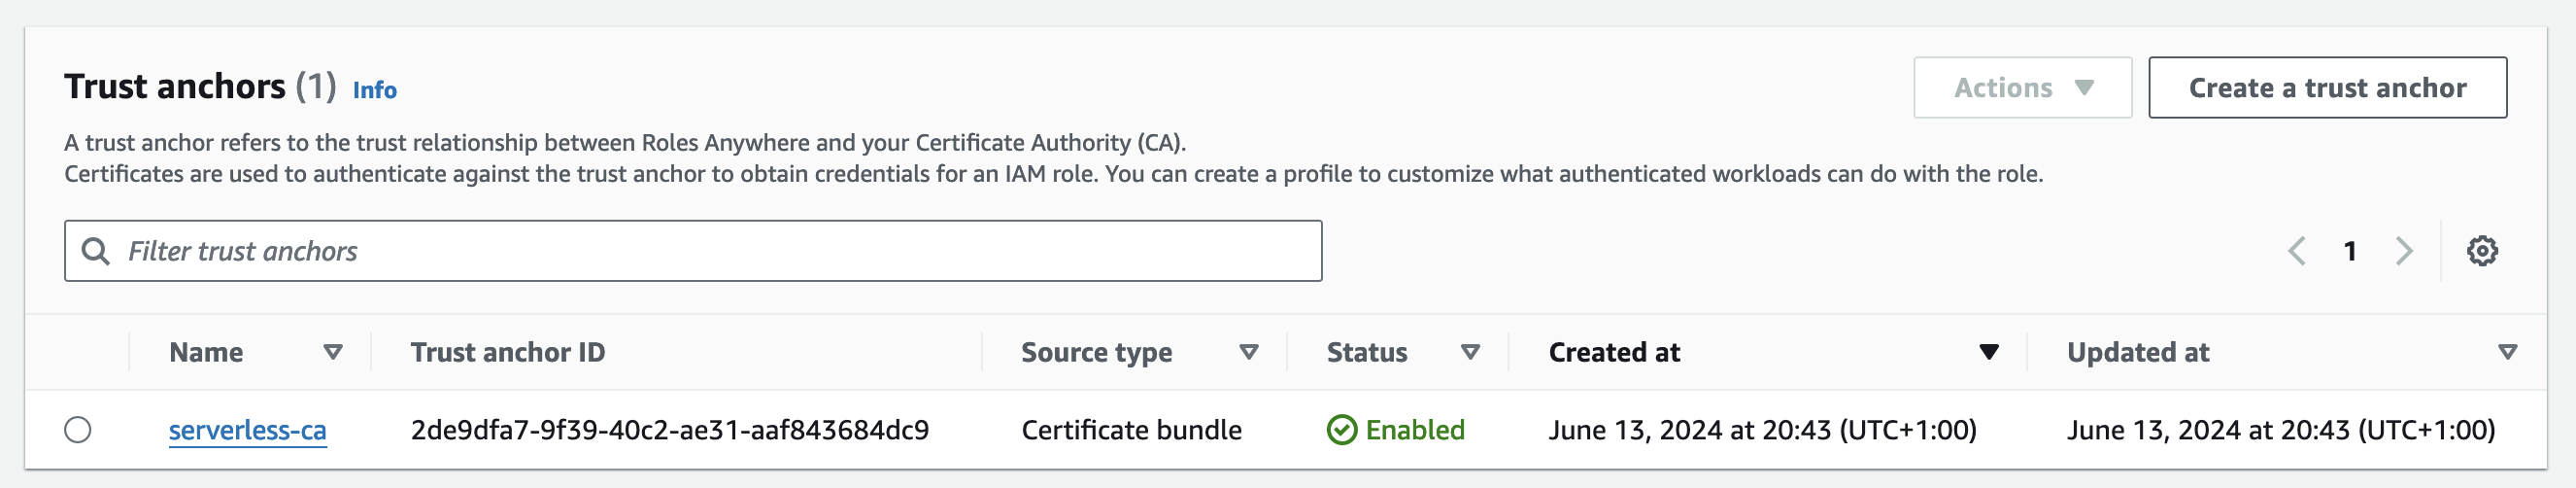 Trust anchors (1) Info
Actions
Create a trust anchor
A trust anchor refers to the trust relationship between Roles Anywhere and your Certificate Authority (CA).
Certificates are used to authenticate against the trust anchor to obtain credentials for an IAM role. You can create a profile to customize what authenticated workloads can do with the role.
Filter trust anchors
1
Name Trust anchor ID Source type Status Created at Updated at
serverless-ca 2de9dfa7-9f39-40c2-ae31-aaf843684dc9 Certificate bundle Enabled June 13, 2024 at 20:43 (UTC+1:00) June 13, 2024 at 20:43 (UTC+1:00)